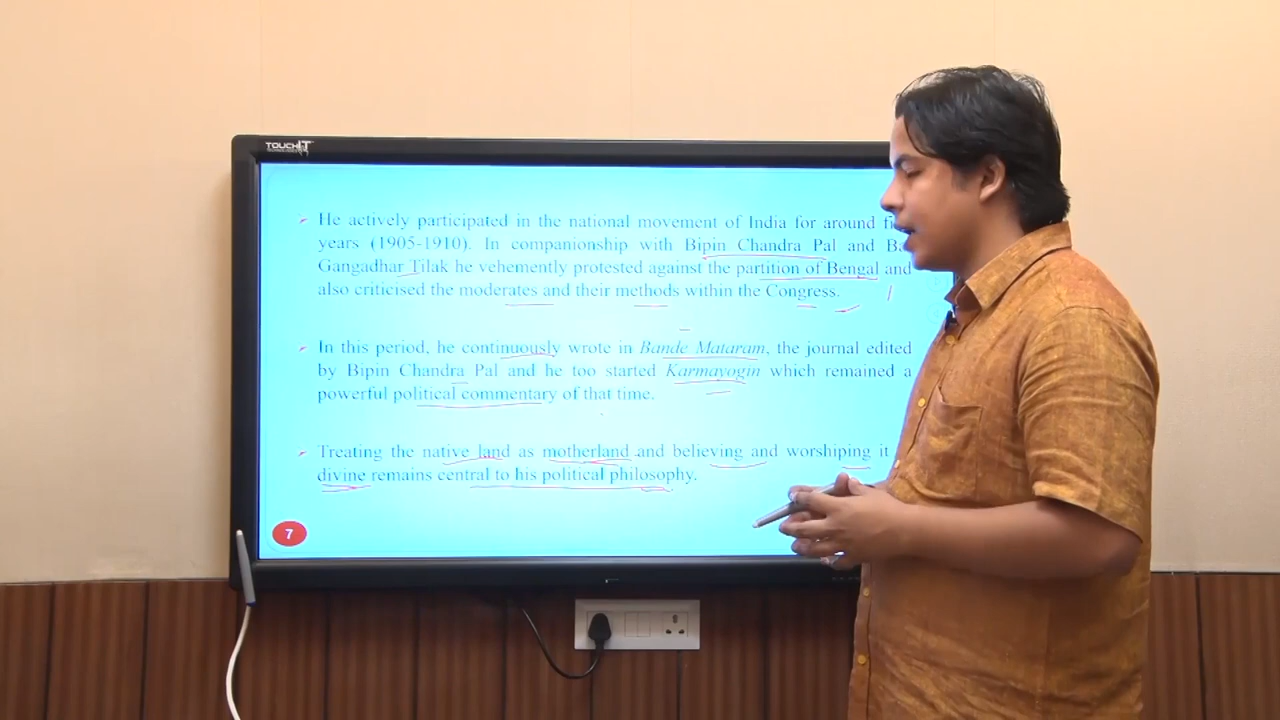 TOUCHIT
He actively participated in the national movement of India for around
years (1905-1910). In companionship with Bipin Chandra Pal and
Gangadhar Tilak he vehemently protested against the partition of Bengal and
also criticised the moderates and their methods within the Congress.
In this period, he continuously wrote in Bande Mataram, the journal edited
by Bipin Chandra Pal and he too started Karmayogin which remained a
powerful political commentary of that time.
Treating the native land as motherland and believing and worshiping it
divine remains central to his political philosophy.
7